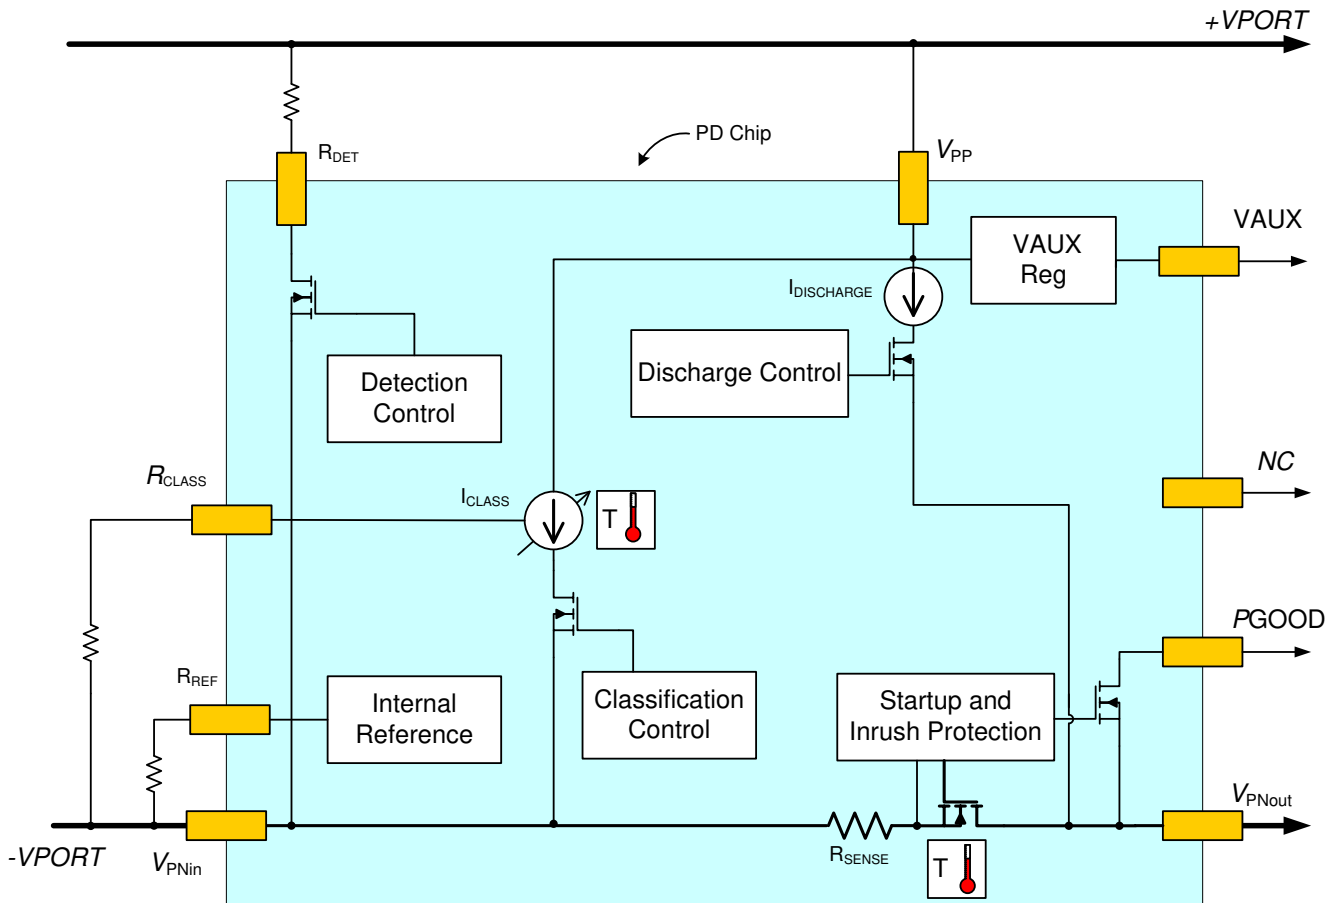 +VPORT
PD Chip
RDET
VPP
VAUX
VAUX
Reg
IDISCHARGE
Discharge Control
Detection
Control
RCLASS
ICLASS
T
NC
PGOOD
RREF
Internal
Reference
Classification
Control
Startup and
Inrush Protection
VPNout
-VPORT
VPNin
RSENSE
T